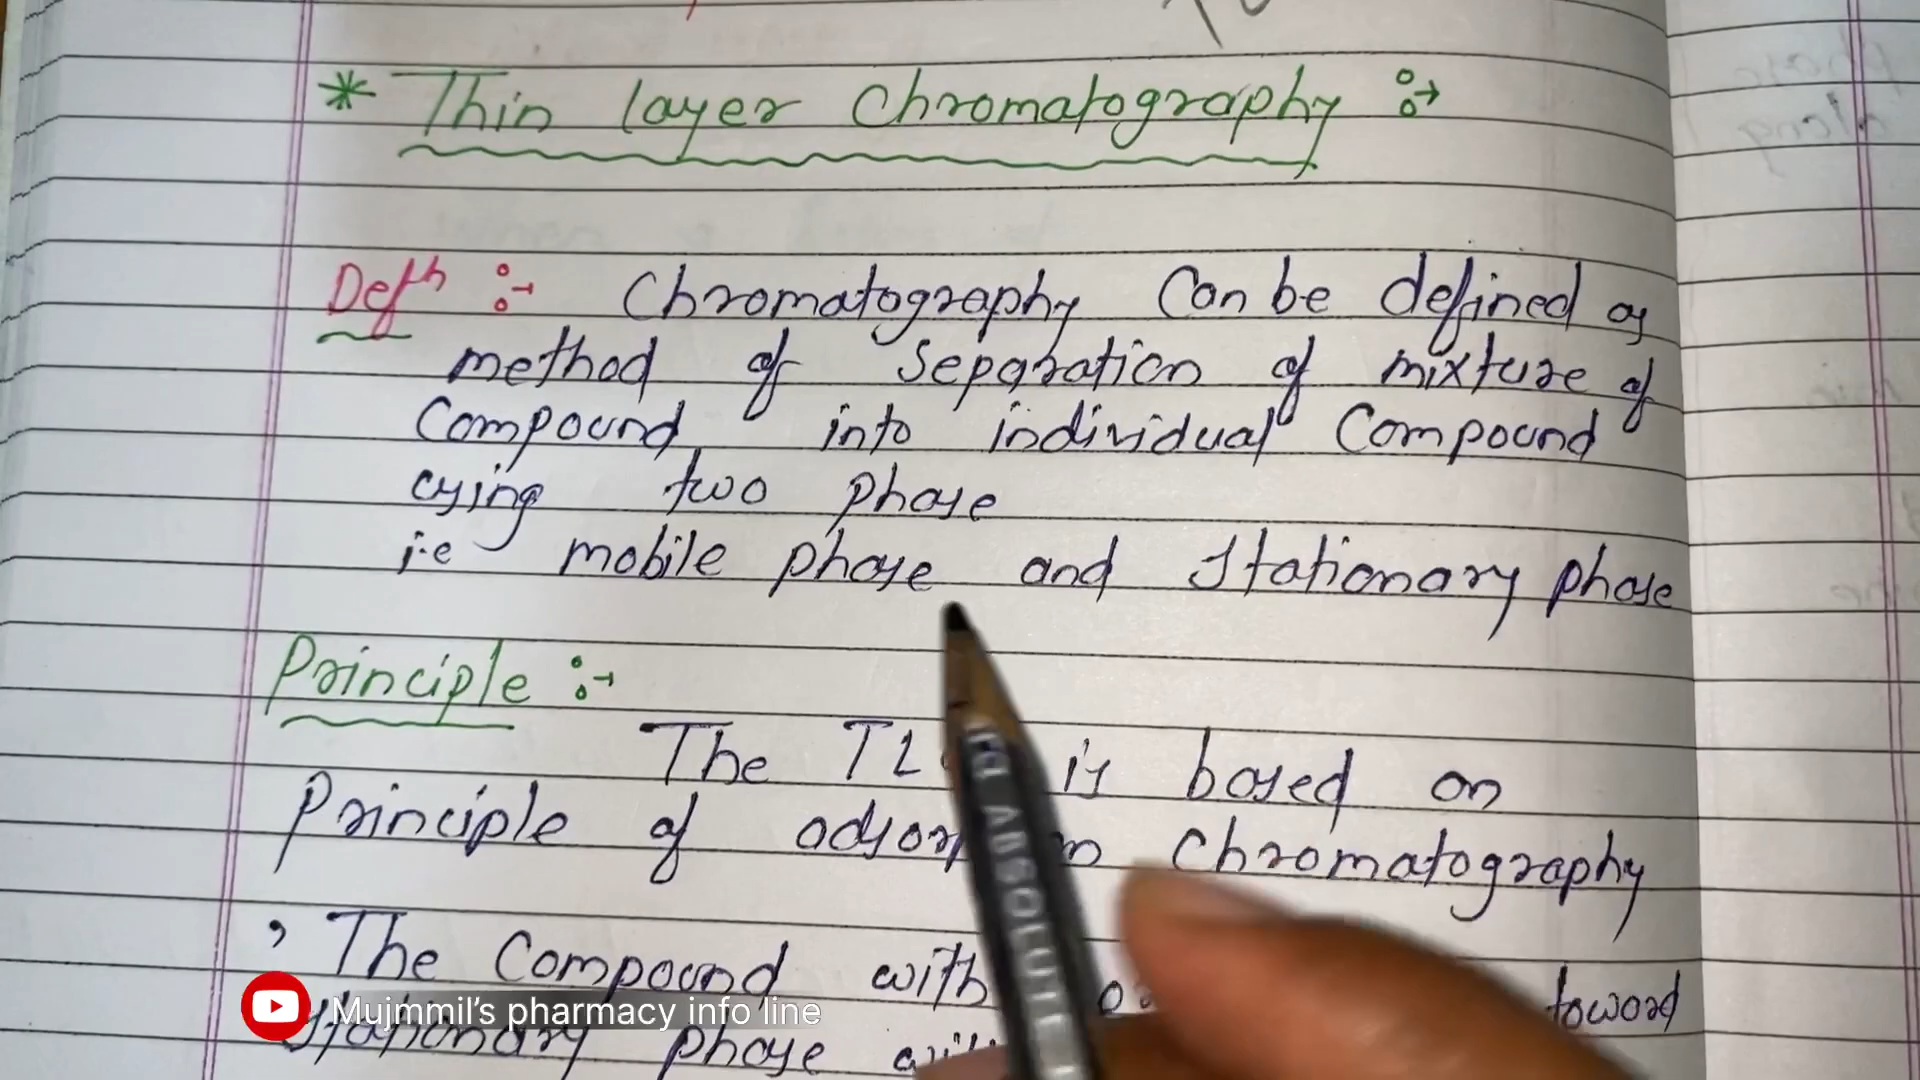 * Thin layer Chromatography :→
Defn :- Chromatography Can be defined as
method of Separation of mixture of
Compound into individual Compound
using two phase
i.e mobile phase and Stationary phase
Principle :-
The is based on
Principle of Chromatography
, The Compound with toward
Stationary phase
Mujmmil's pharmacy info line
ABSOLUTE